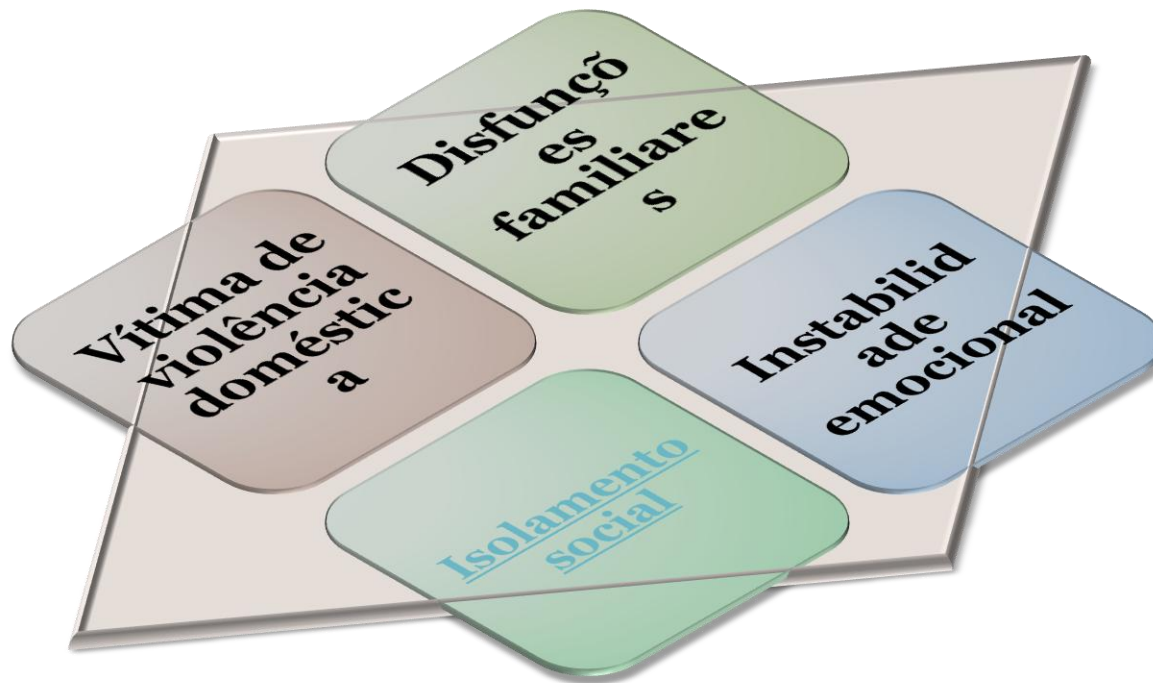 Disfunçõ
es
familiare
s
Vítima de
violência
doméstic
a
Instabilid
ade
emocional
Isolamento
social